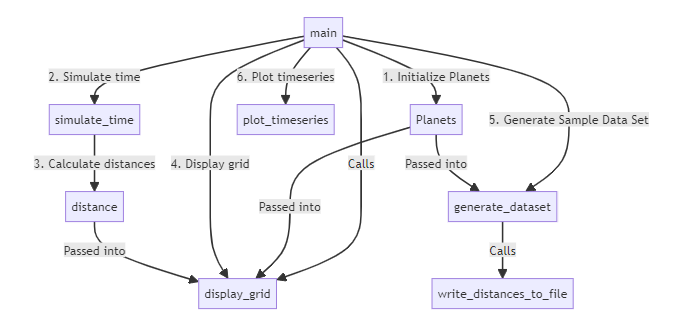 main
2. Simulate time
6. Plot timeseries
1. Initialize Planets
simulate_time
plot_timeseries
Planets
5. Generate Sample Data Set
3. Calculate distances
4. Display grid
Calls
Passed into
distance
Passed into
generate_dataset
Passed into
Calls
display_grid
write_distances_to_file